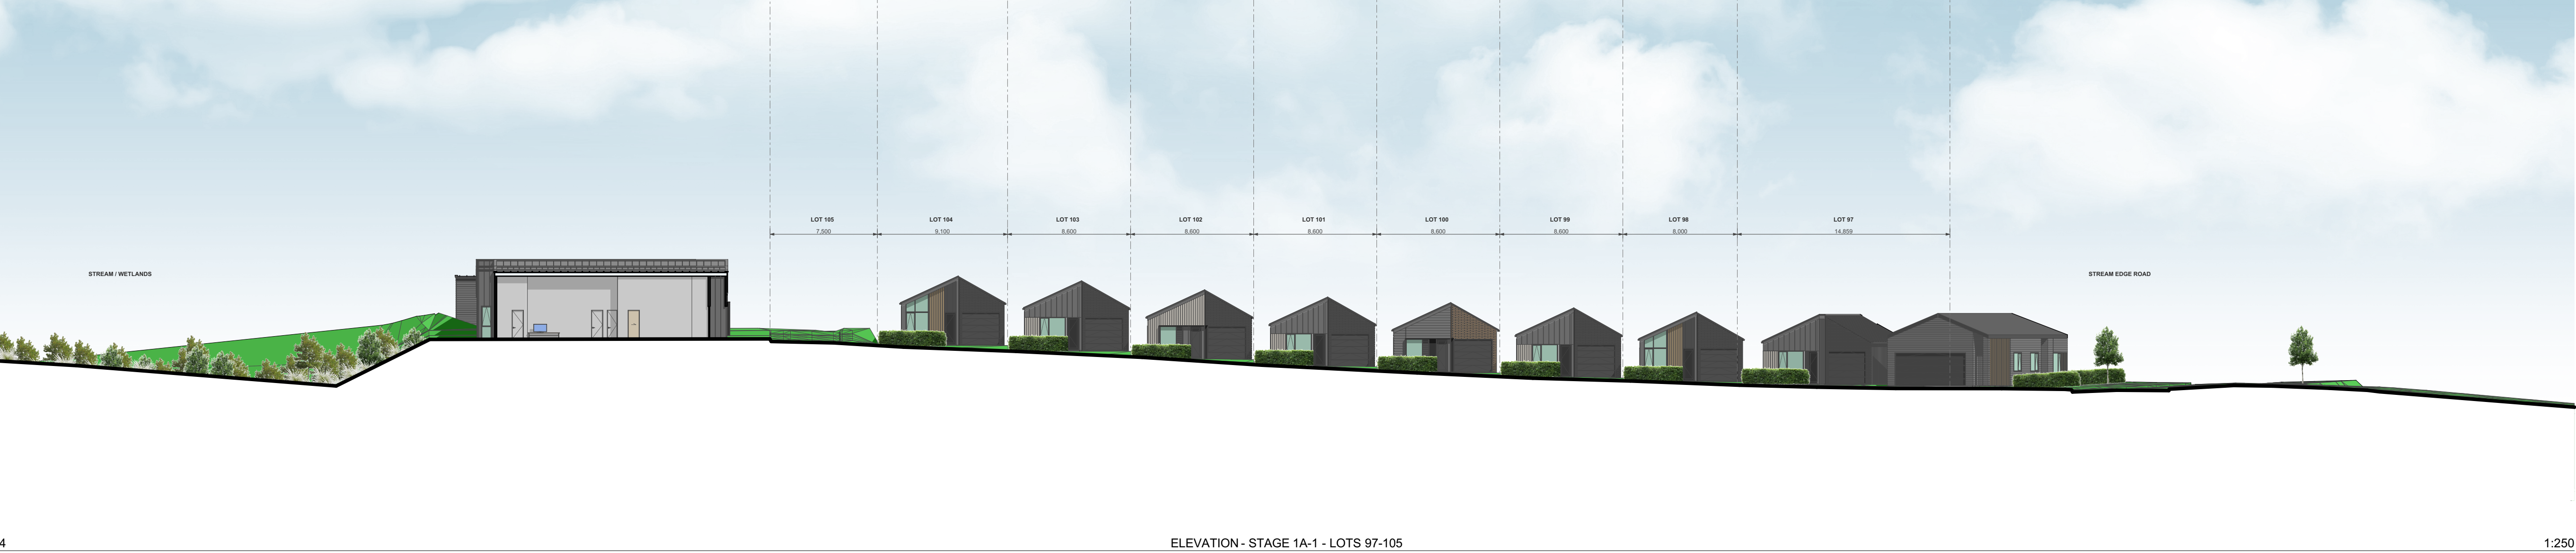 LOT 105 LOT 104 LOT 103 LOT 102 LOT 101 LOT 100 LOT 99 LOT 98 LOT 97
7,500 9,100 8,600 8,600 8,600 8,600 8,600 8,000 14,859
STREAM / WETLANDS STREAM EDGE ROAD
4 ELEVATION - STAGE 1A-1 - LOTS 97-105 1:250